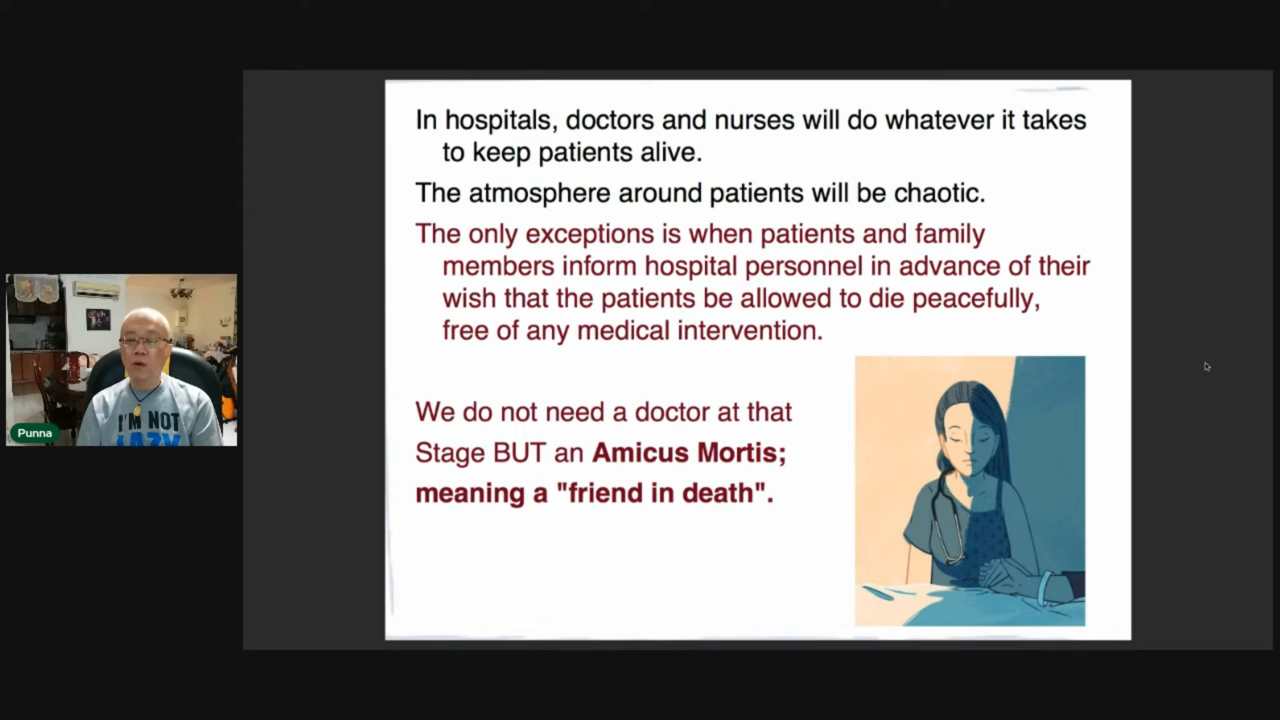 In hospitals, doctors and nurses will do whatever it takes
to keep patients alive.
The atmosphere around patients will be chaotic.
The only exceptions is when patients and family
members inform hospital personnel in advance of their
wish that the patients be allowed to die peacefully,
free of any medical intervention.
We do not need a doctor at that
Stage BUT an Amicus Mortis;
meaning a "friend in death".
I'M NOT
LAZY
Punna